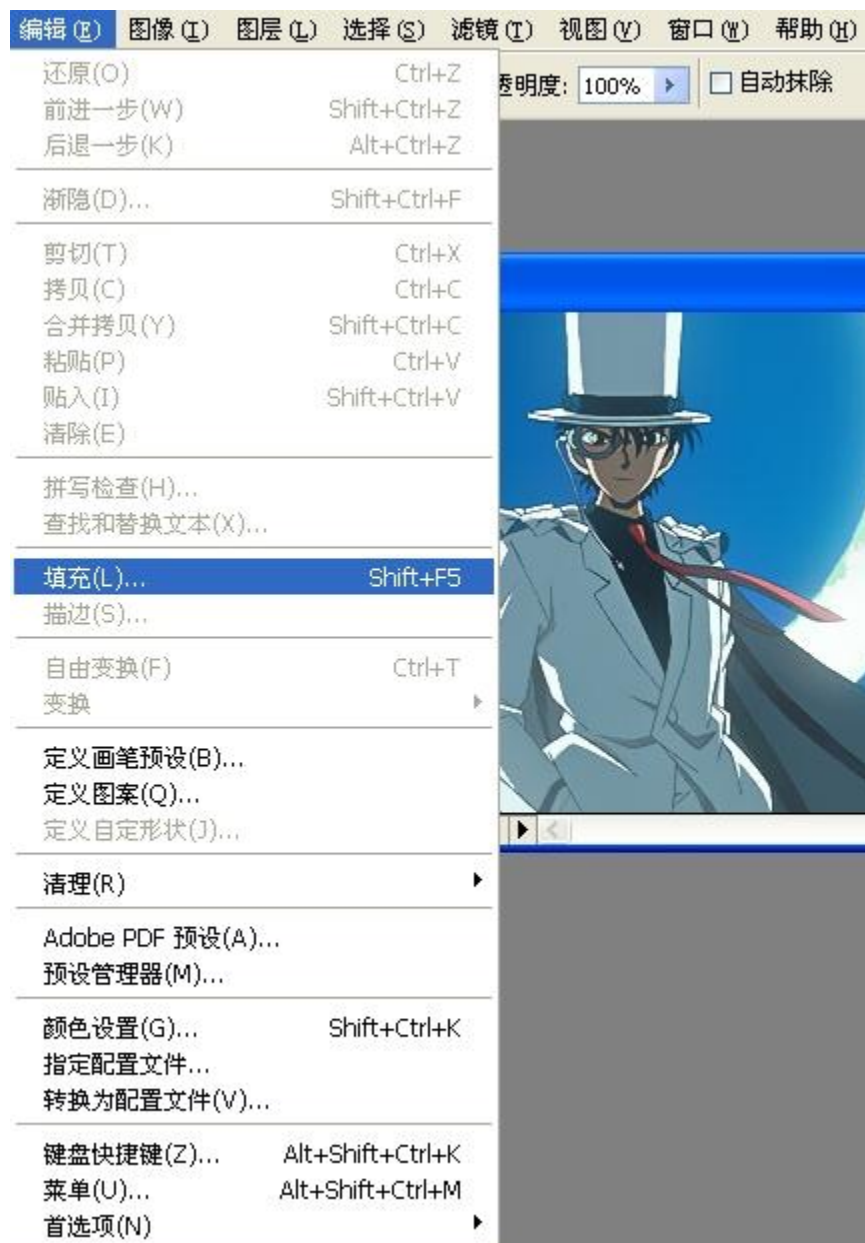 编辑(E) 图像(I) 图层(L) 选择(S) 滤镜(T) 视图(V) 窗口(W) 帮助(H)
明度: 100% 自动抹除
还原(O) Ctrl+Z
前进一步(W) Shift+Ctrl+Z
后退一步(K) Alt+Ctrl+Z
渐隐(D)... Shift+Ctrl+F
剪切(T) Ctrl+X
拷贝(C) Ctrl+C
合并拷贝(Y) Shift+Ctrl+C
粘贴(P) Ctrl+V
贴入(I) Shift+Ctrl+V
清除(E)
拼写检查(H)...
查找和替换文本(X)...
填充(L)... Shift+F5
描边(S)...
自由变换(F) Ctrl+T
变换
定义画笔预设(B)...
定义图案(Q)...
定义自定形状(J)...
清理(R)
Adobe PDF 预设(A)...
预设管理器(M)...
颜色设置(G)... Shift+Ctrl+K
指定配置文件...
转换为配置文件(V)...
键盘快捷键(Z)... Alt+Shift+Ctrl+K
菜单(U)... Alt+Shift+Ctrl+M
首选项(N)